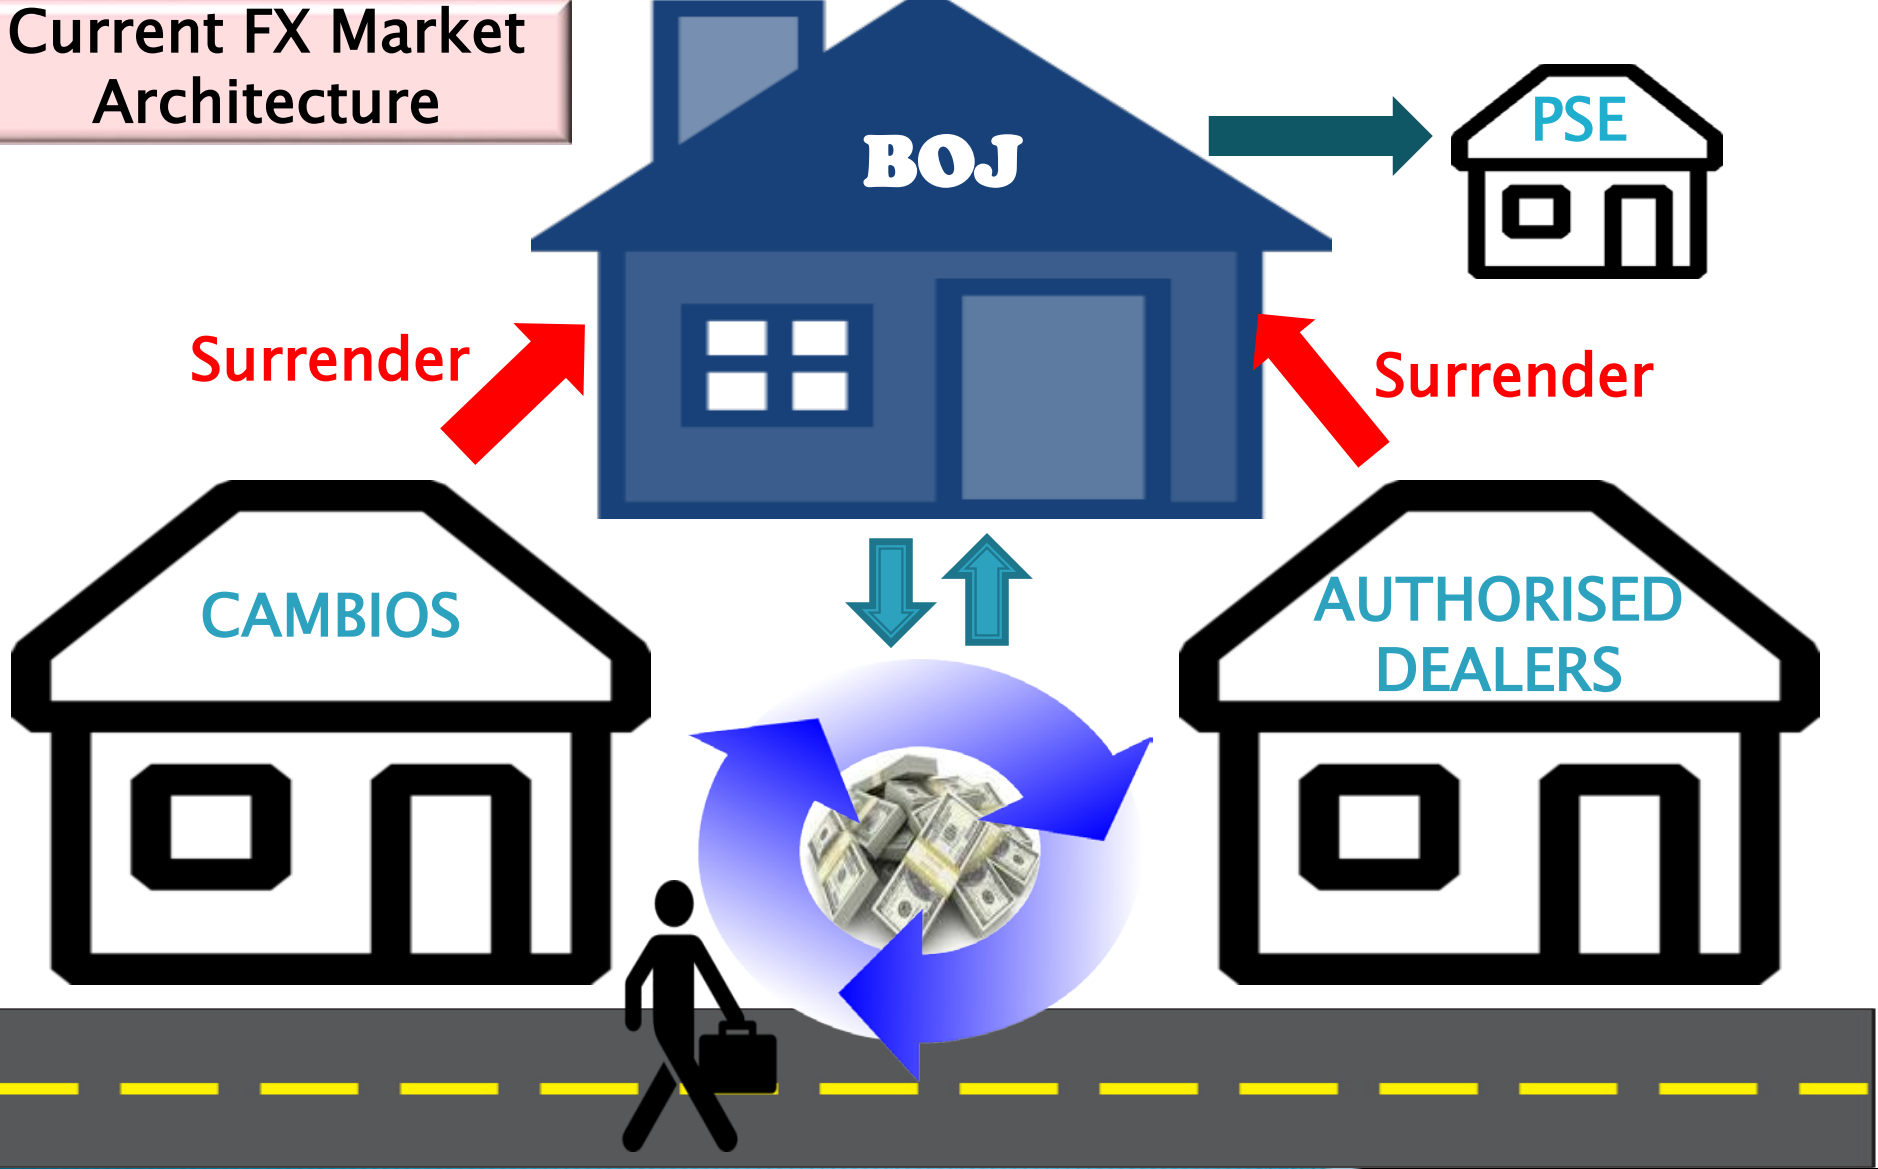 Current FX Market
Architecture
BOJ
PSE
Surrender
Surrender
CAMBIOS
AUTHORISED
DEALERS